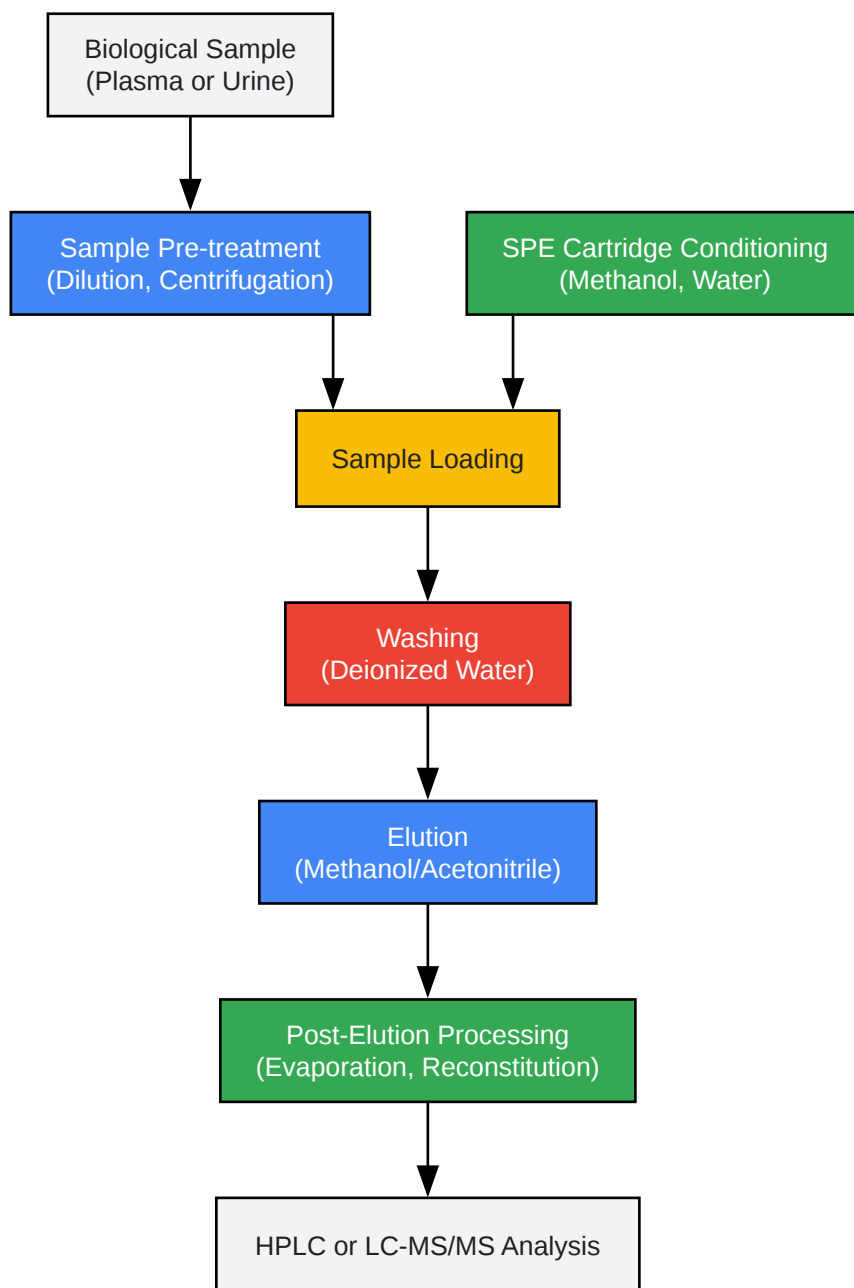 Biological Sample
(Plasma or Urine)
Sample Pre-treatment
(Dilution, Centrifugation)
SPE Cartridge Conditioning
(Methanol, Water)
Sample Loading
Washing
(Deionized Water)
Elution
(Methanol/Acetonitrile)
Post-Elution Processing
(Evaporation, Reconstitution)
HPLC or LC-MS/MS Analysis